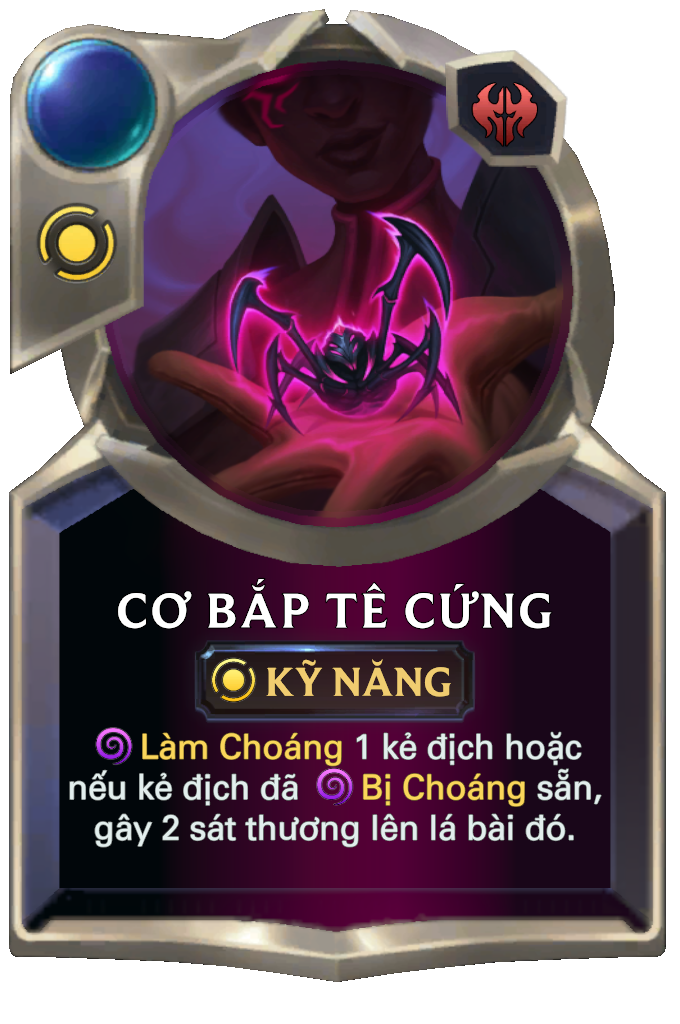 CƠ BẮP TÊ CỨNG
KỸ NĂNG
Làm Choáng 1 kẻ địch hoặc
nếu kẻ địch đã Bị Choáng sẵn,
gây 2 sát thương lên lá bài đó.